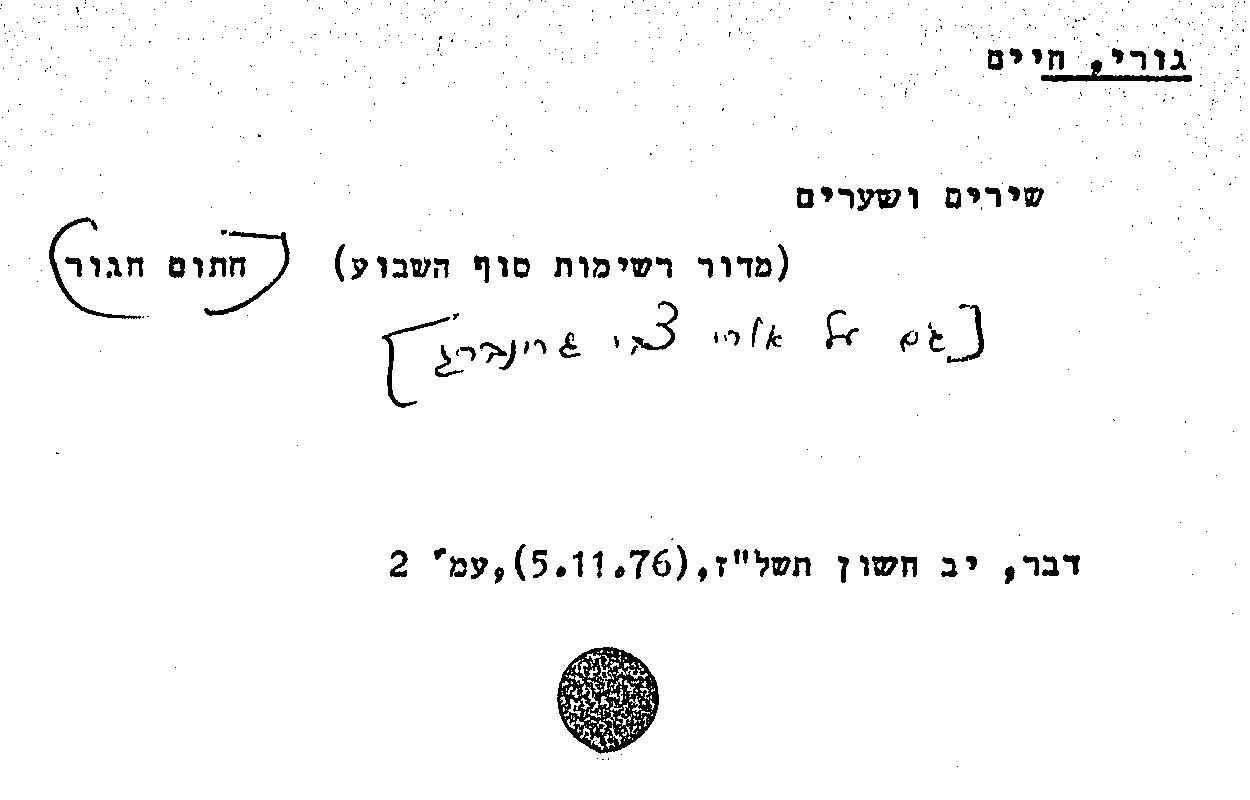 גורי, חיים
שירים ושערים
(מדור רשימות סוף השבוע) חתום חגור
[גם על אורי צבי גרינברג]
דבר, יב חשון תשל"ז,(5.11.76),עמ' 2